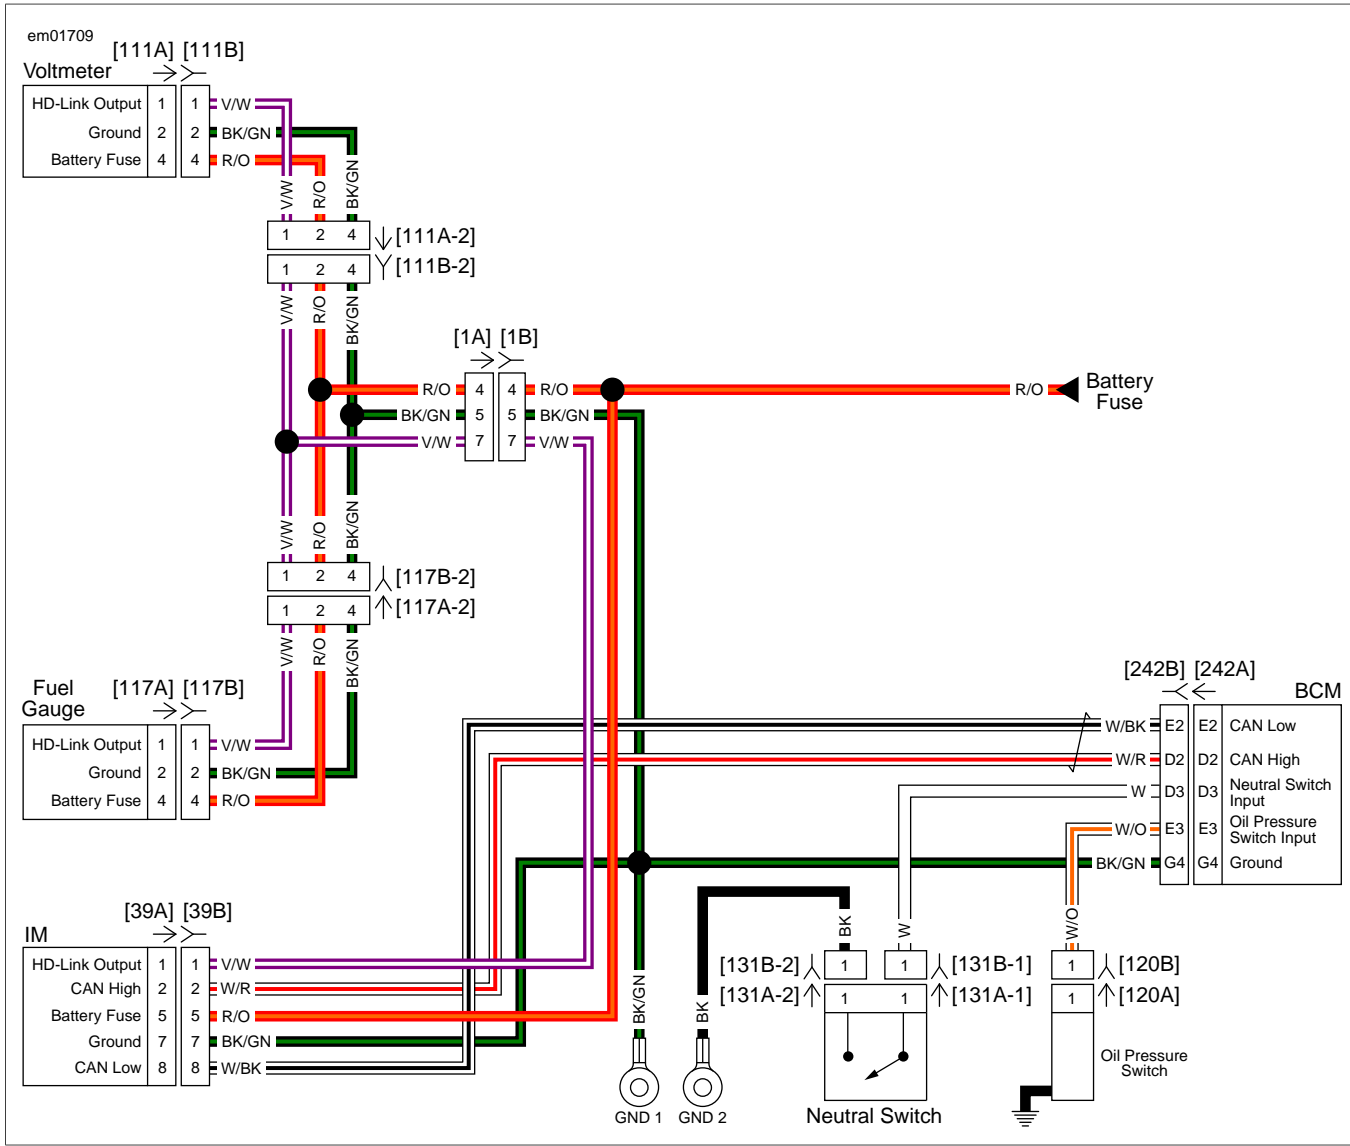 em01709
[111A] [111B]
Voltmeter
HD-Link Output 1 1 V/W
Ground 2 2 BK/GN
Battery Fuse 4 4 R/O
V/W R/O BK/GN
1 2 4 [111A-2]
1 2 4 [111B-2]
V/W R/O BK/GN
[1A] [1B]
R/O 4 4 R/O R/O Battery
Fuse
BK/GN 5 5 BK/GN
V/W 7 7 V/W
V/W R/O BK/GN
1 2 4 [117B-2]
1 2 4 [117A-2]
V/W R/O BK/GN
Fuel
Gauge
[117A] [117B]
HD-Link Output 1 1 V/W
Ground 2 2 BK/GN
Battery Fuse 4 4 R/O
[242B] [242A]
BCM
W/BK E2 E2 CAN Low
W/R D2 D2 CAN High
W D3 D3 Neutral Switch
Input
W/O E3 E3 Oil Pressure
Switch Input
BK/GN G4 G4 Ground
[39A] [39B]
IM
HD-Link Output 1 1 V/W
CAN High 2 2 W/R
Battery Fuse 5 5 R/O
Ground 7 7 BK/GN
CAN Low 8 8 W/BK
BK/GN
GND 1
BK
GND 2
BK W
[131B-2] 1 1 [131B-1]
[131A-2] 1 1 [131A-1]
Neutral Switch
W/O
1 [120B]
1 [120A]
Oil Pressure
Switch